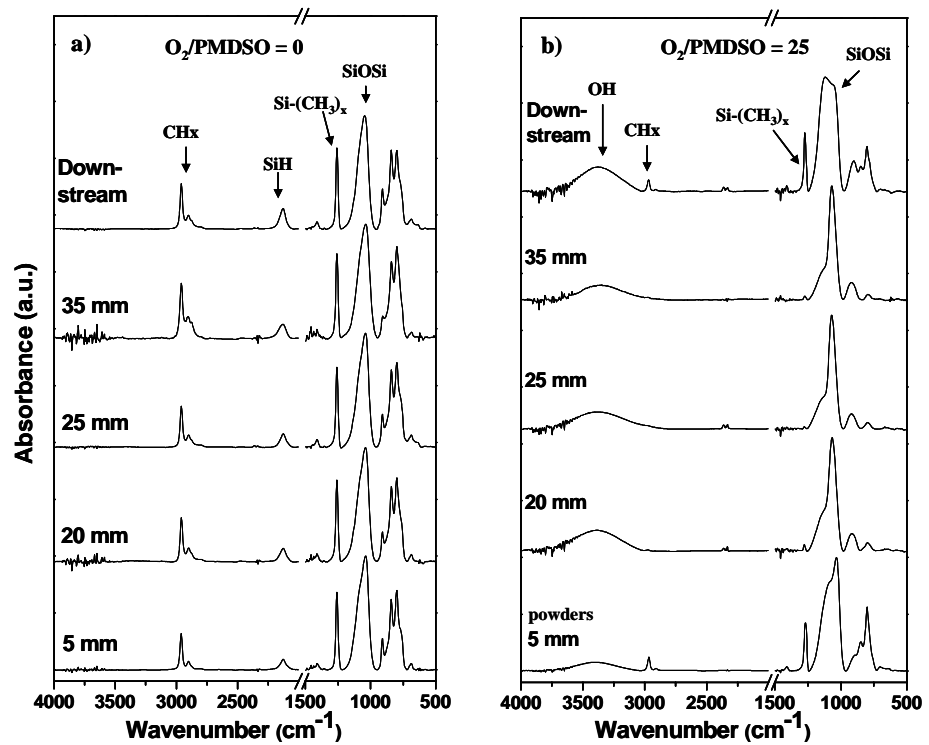 a)
O₂/PMDSO = 0
SiOSi
Si-(CH₃)ₓ
CHx
SiH
Down-
stream
35 mm
25 mm
20 mm
5 mm
Absorbance (a.u.)
4000 3000 2500 1500 1000 500
Wavenumber (cm⁻¹)
b)
O₂/PMDSO = 25
SiOSi
OH
Si-(CH₃)ₓ
CHx
Down-
stream
35 mm
25 mm
20 mm
powders
5 mm
4000 3500 3000 2500 1500 1000 500
Wavenumber (cm⁻¹)